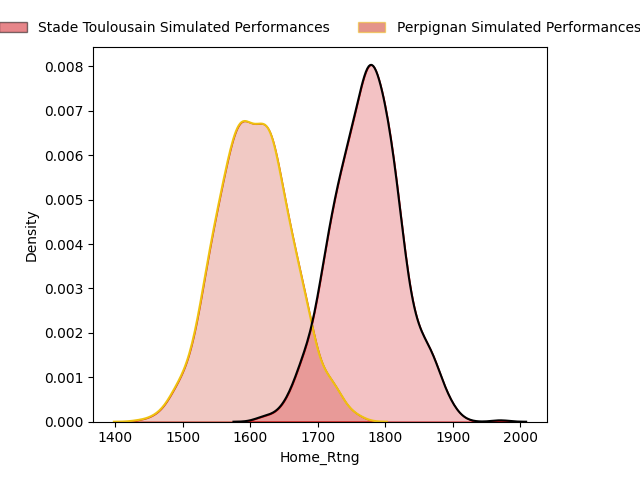 Stade Toulousain Simulated Performances
Perpignan Simulated Performances
0.008
0.007
0.006
0.005
0.004
0.003
0.002
0.001
0.000
Density
1400 1500 1600 1700 1800 1900 2000
Home_Rtng